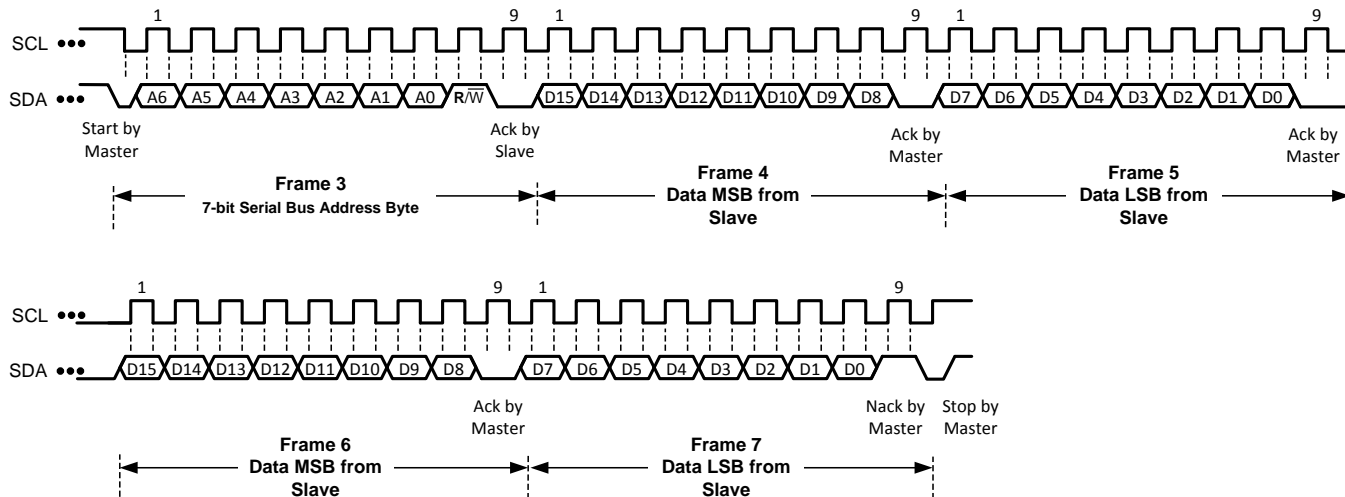 1 9 1 9 1 9
SCL •••
SDA ••• A6 A5 A4 A3 A2 A1 A0 R/W̅ D15 D14 D13 D12 D11 D10 D9 D8 D7 D6 D5 D4 D3 D2 D1 D0
Start by
Master
Ack by
Slave
Ack by
Master
Ack by
Master
Frame 3
7-bit Serial Bus Address Byte
Frame 4
Data MSB from
Slave
Frame 5
Data LSB from
Slave
1 9 1 9
SCL •••
SDA ••• D15 D14 D13 D12 D11 D10 D9 D8 D7 D6 D5 D4 D3 D2 D1 D0
Ack by
Master
Nack by
Master
Stop by
Master
Frame 6
Data MSB from
Slave
Frame 7
Data LSB from
Slave